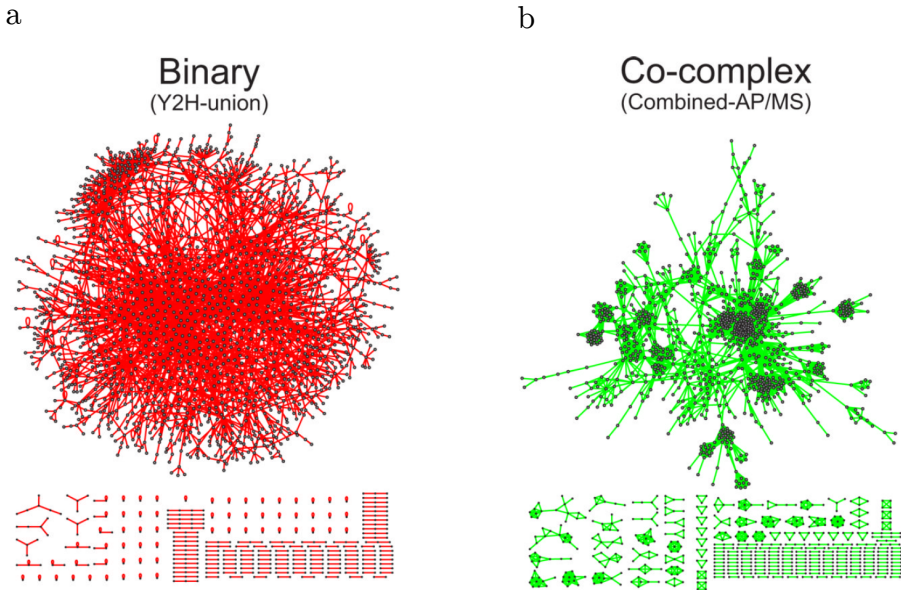 a
b
Binary
(Y2H-union)
Co-complex
(Combined-AP/MS)